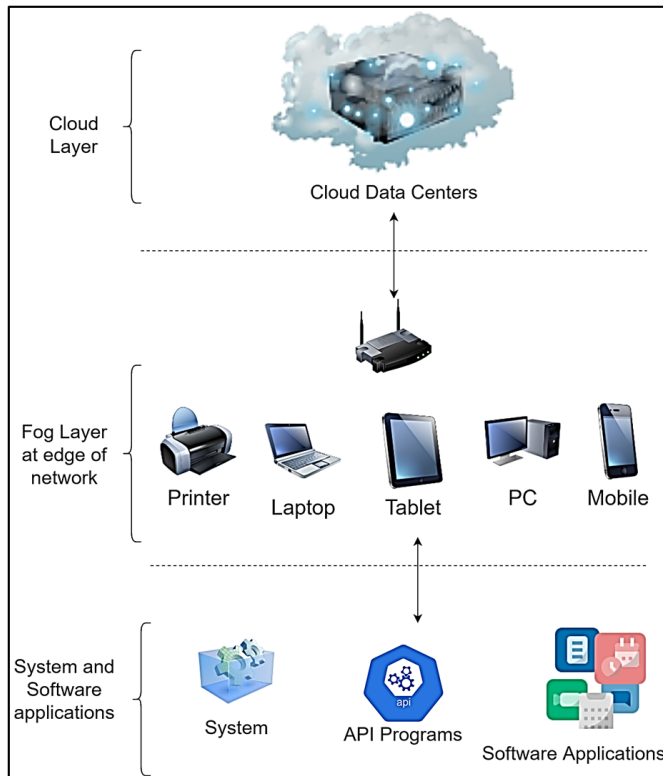 Cloud
Layer
Cloud Data Centers
Fog Layer
at edge of
network
Printer
Laptop
Tablet
PC
Mobile
System and
Software
applications
System
api
API Programs
Software Applications